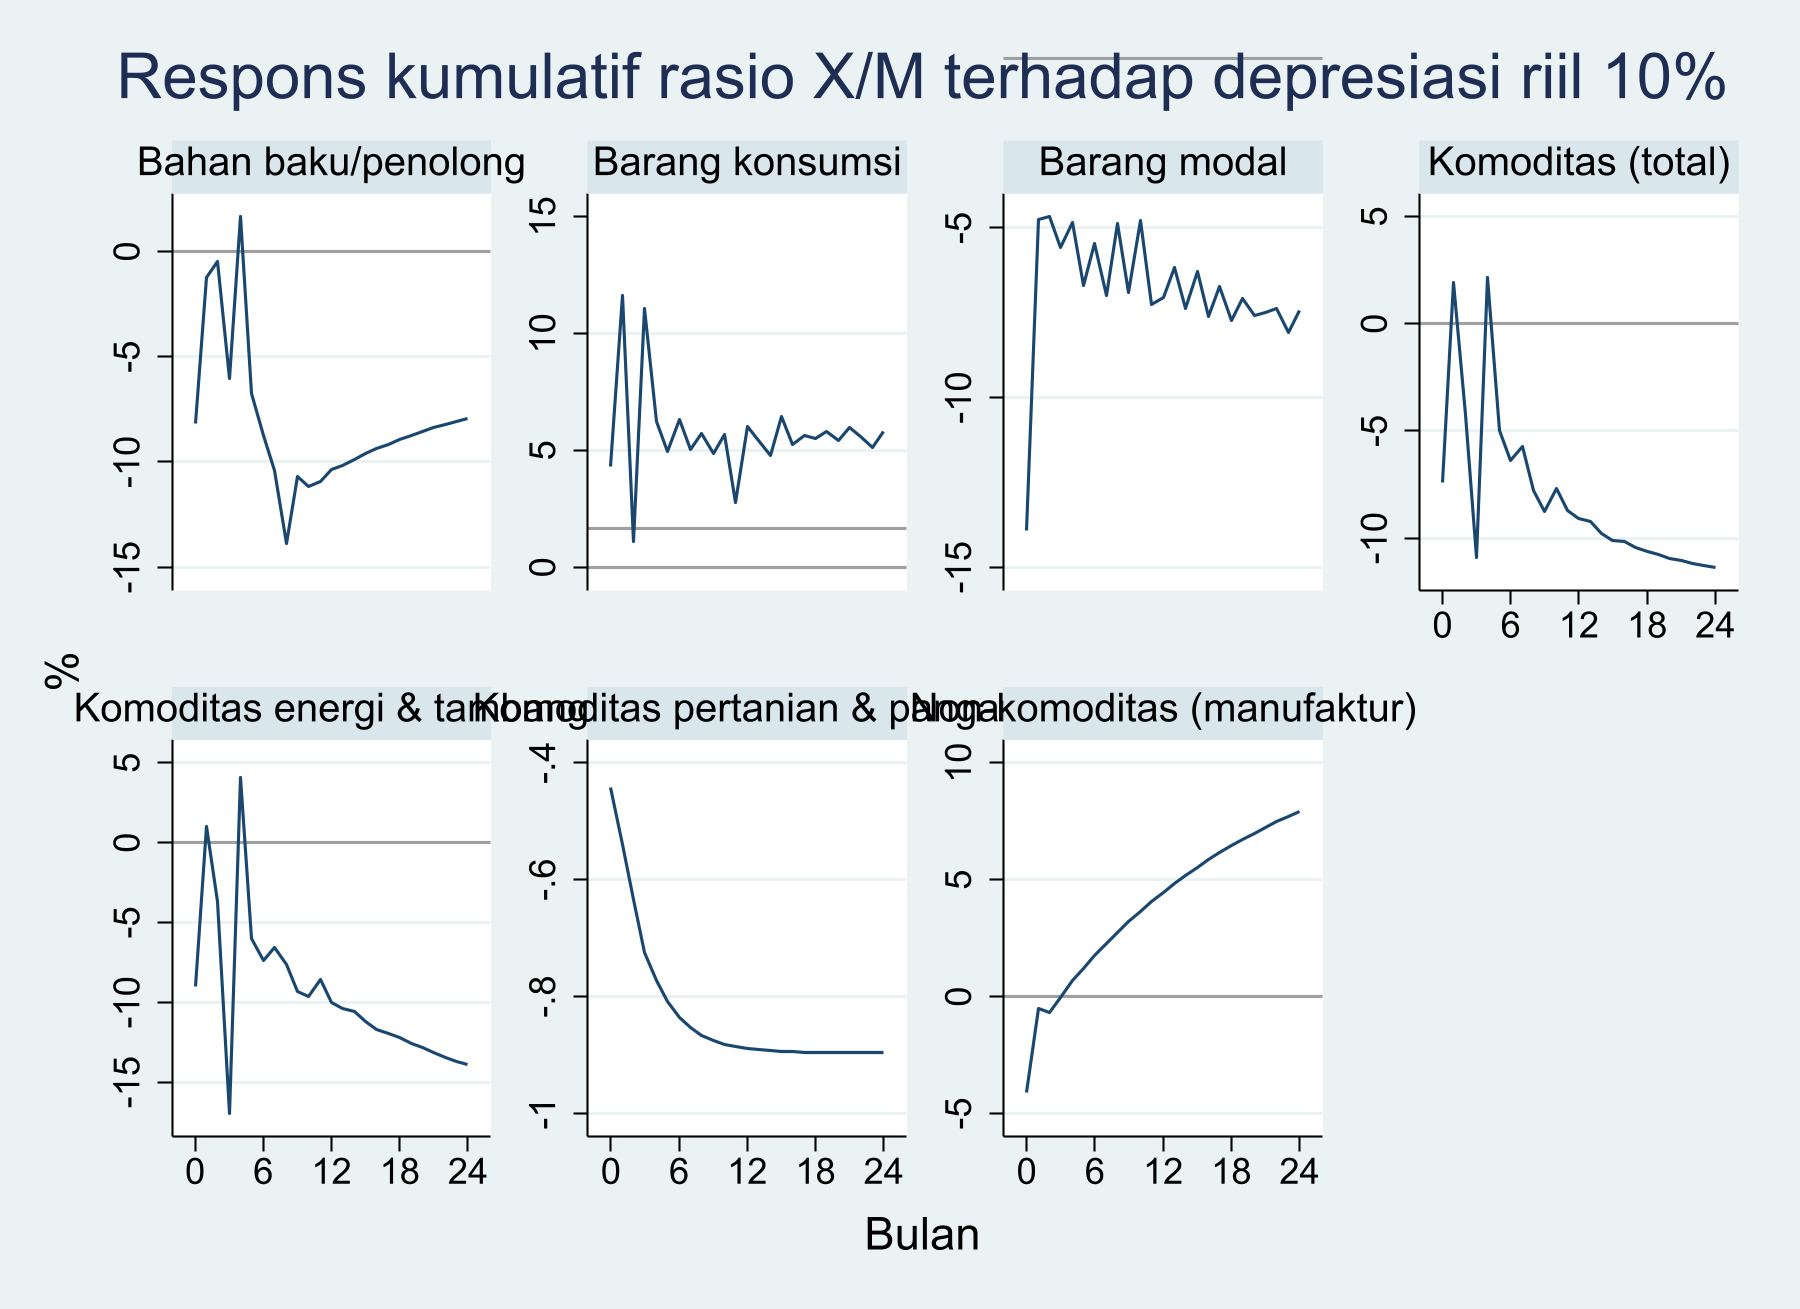 Respons kumulatif rasio X/M terhadap depresiasi riil 10%
Bahan baku/penolong
0
-5
-10
-15
Barang konsumsi
15
10
5
0
Barang modal
-5
-10
-15
Komoditas (total)
5
0
-5
-10
0 6 12 18 24
%
Komoditas energi & tambang
5
0
-5
-10
-15
0 6 12 18 24
Komoditas pertanian & pangan
-.4
-.6
-.8
-1
0 6 12 18 24
Non-komoditas (manufaktur)
10
5
0
-5
0 6 12 18 24
Bulan